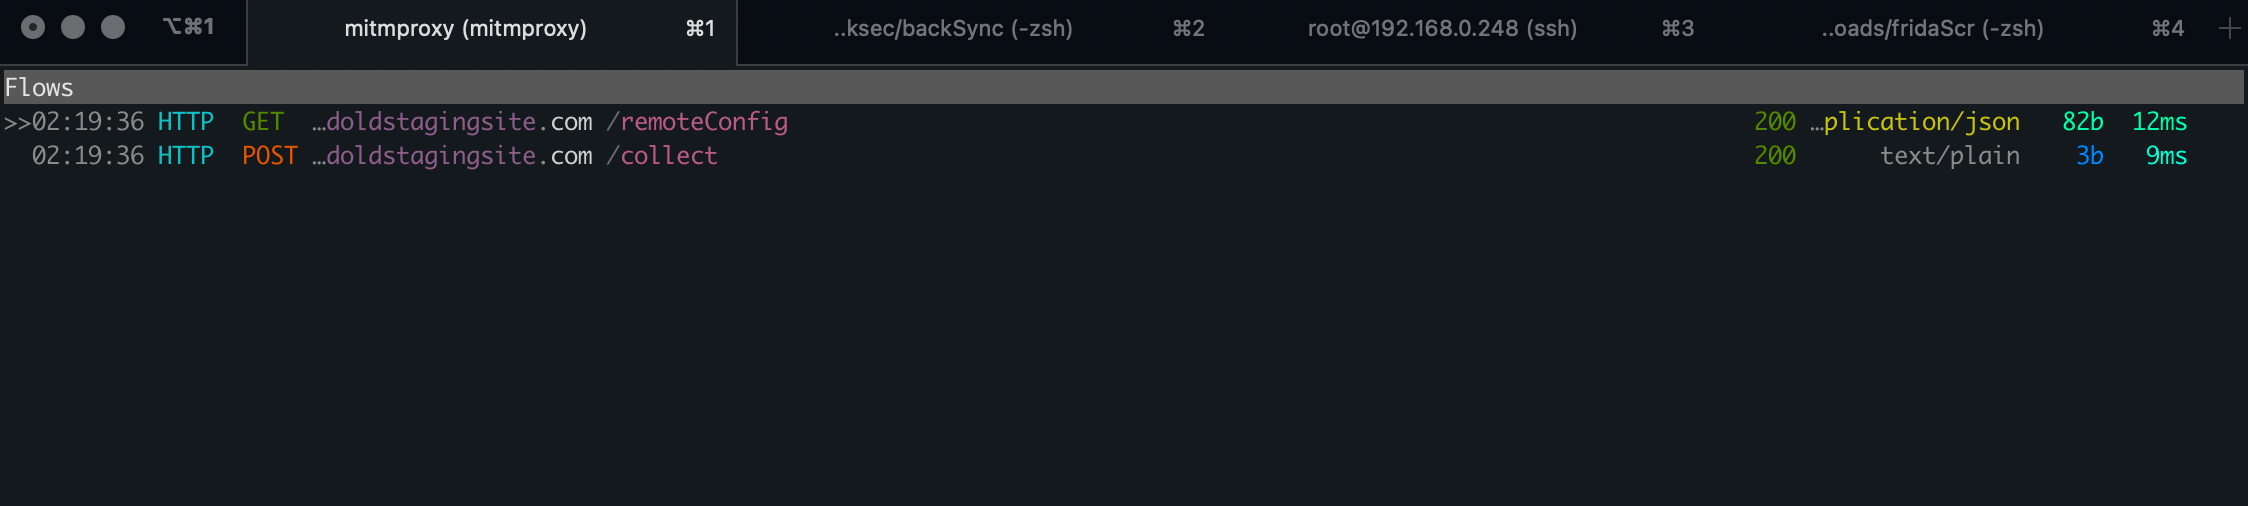 ⌥⌘1 mitmproxy (mitmproxy) ⌘1 ..ksec/backSync (-zsh) ⌘2 root@192.168.0.248 (ssh) ⌘3 ..oads/fridaScr (-zsh) ⌘4 +
Flows
>>02:19:36 HTTP GET …doldstagingsite.com /remoteConfig 200 …plication/json 82b 12ms
02:19:36 HTTP POST …doldstagingsite.com /collect 200 text/plain 3b 9ms